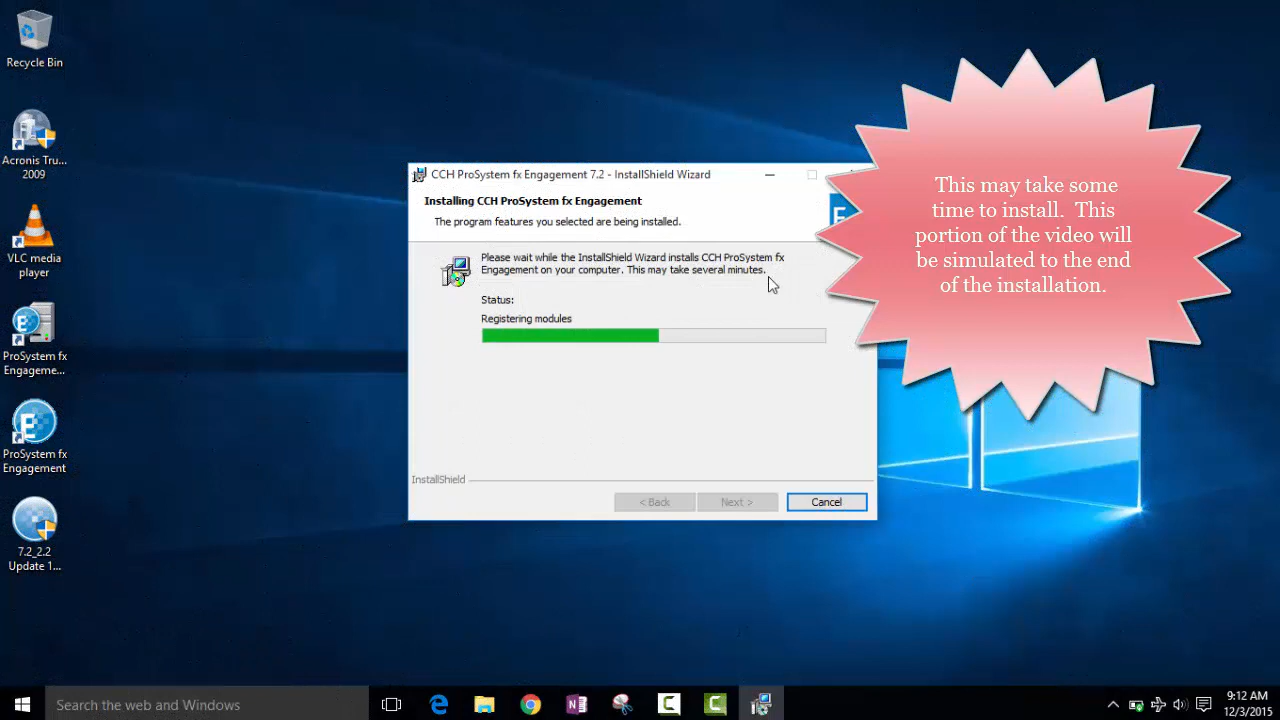 Recycle Bin
Acronis Tru...
2009
VLC media
player
ProSystem fx
Engageme...
ProSystem fx
Engagement
7.2_2.2
Update 1...
CCH ProSystem fx Engagement 7.2 - InstallShield Wizard
Installing CCH ProSystem fx Engagement
The program features you selected are being installed.
Please wait while the InstallShield Wizard installs CCH ProSystem fx
Engagement on your computer. This may take several minutes.
Status:
Registering modules
InstallShield
< Back
Next >
Cancel
This may take some
time to install. This
portion of the video will
be simulated to the end
of the installation.
Search the web and Windows
9:12 AM
12/3/2015